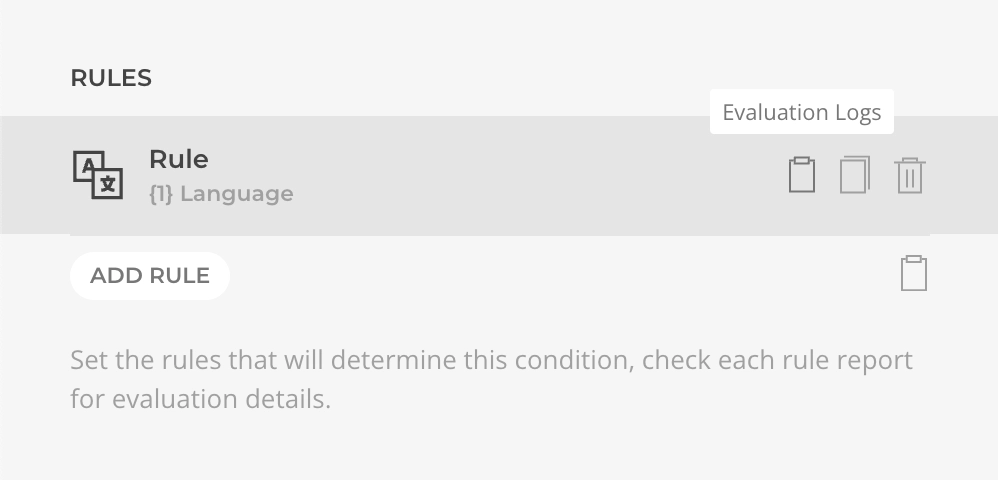 RULES
Evaluation Logs
A
文
Rule
{1} Language
ADD RULE
Set the rules that will determine this condition, check each rule report
for evaluation details.